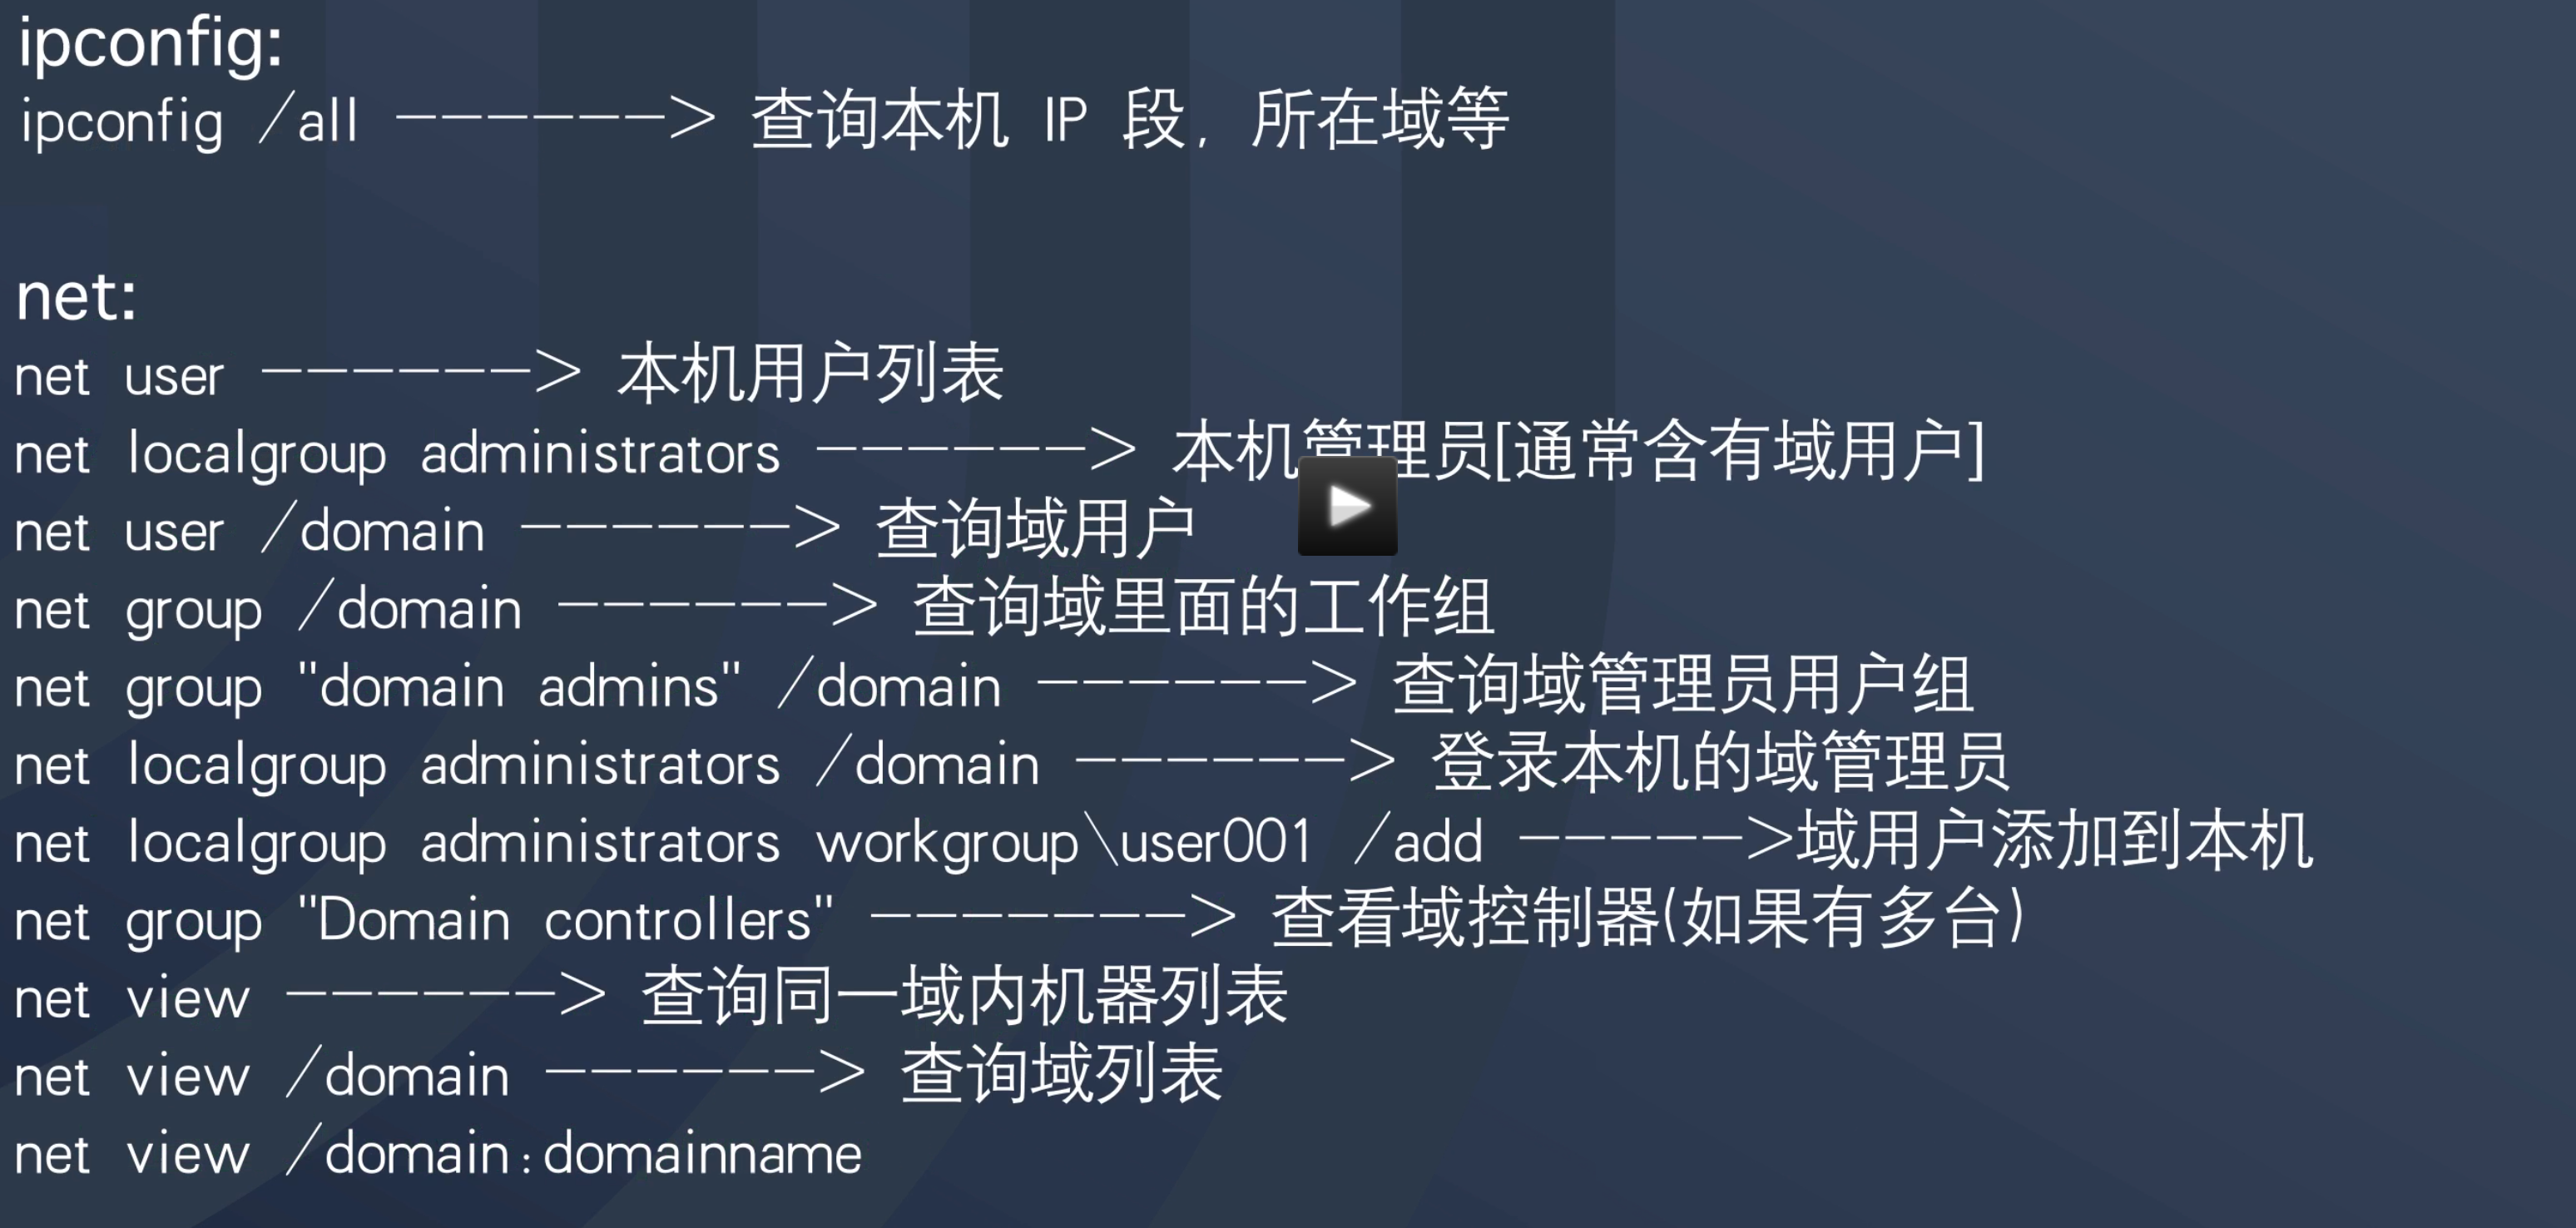 ipconfig:
ipconfig /all ------> 查询本机 IP 段, 所在域等
net:
net user ------> 本机用户列表
net localgroup administrators ------> 本机管理员[通常含有域用户]
net user /domain ------> 查询域用户
net group /domain ------> 查询域里面的工作组
net group "domain admins" /domain ------> 查询域管理员用户组
net localgroup administrators /domain ------> 登录本机的域管理员
net localgroup administrators workgroup\user001 /add ----->域用户添加到本机
net group "Domain controllers" -------> 查看域控制器(如果有多台)
net view ------> 查询同一域内机器列表
net view /domain ------> 查询域列表
net view /domain:domainname